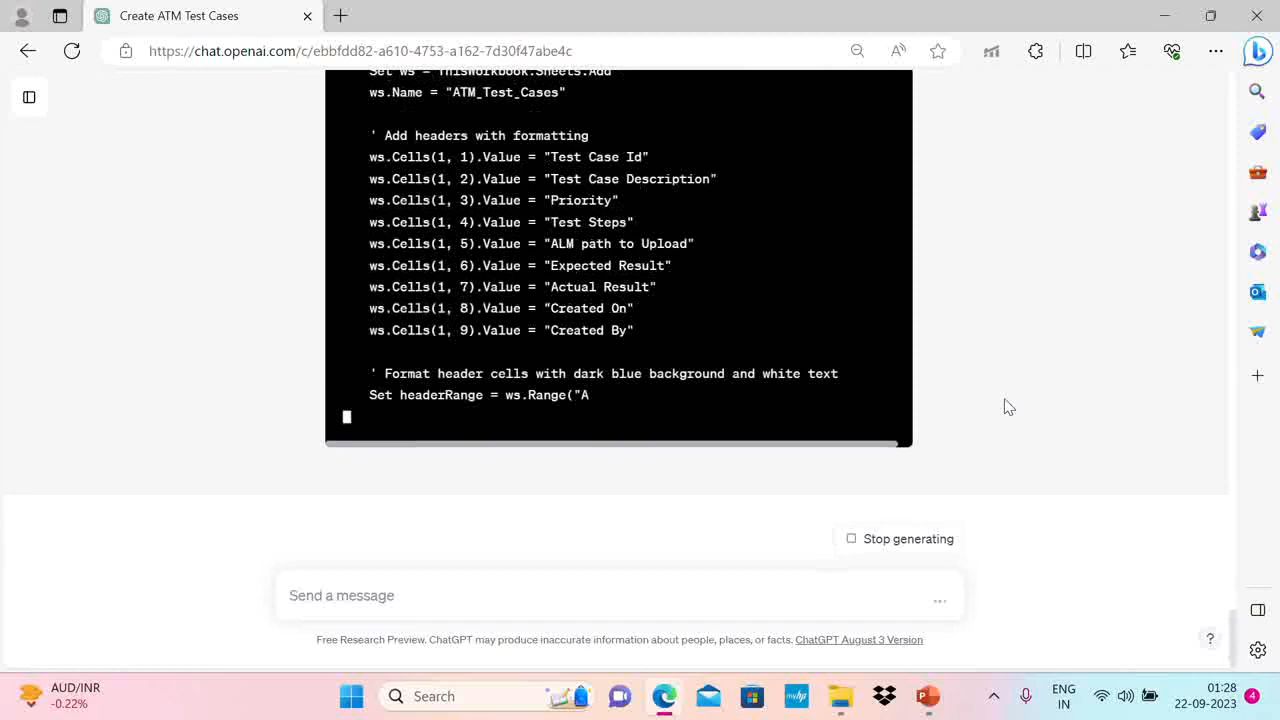 Create ATM Test Cases
https://chat.openai.com/c/ebbfdd82-a610-4753-a162-7d30f47abe4c
Set ws = ThisWorkbook.Sheets.Add
ws.Name = "ATM_Test_Cases"
' Add headers with formatting
ws.Cells(1, 1).Value = "Test Case Id"
ws.Cells(1, 2).Value = "Test Case Description"
ws.Cells(1, 3).Value = "Priority"
ws.Cells(1, 4).Value = "Test Steps"
ws.Cells(1, 5).Value = "ALM path to Upload"
ws.Cells(1, 6).Value = "Expected Result"
ws.Cells(1, 7).Value = "Actual Result"
ws.Cells(1, 8).Value = "Created On"
ws.Cells(1, 9).Value = "Created By"
' Format header cells with dark blue background and white text
Set headerRange = ws.Range("A
Stop generating
Send a message
Free Research Preview. ChatGPT may produce inaccurate information about people, places, or facts. ChatGPT August 3 Version
?
AUD/INR
-0.22%
Search
myhp
ENG
IN
01:28
22-09-2023
4